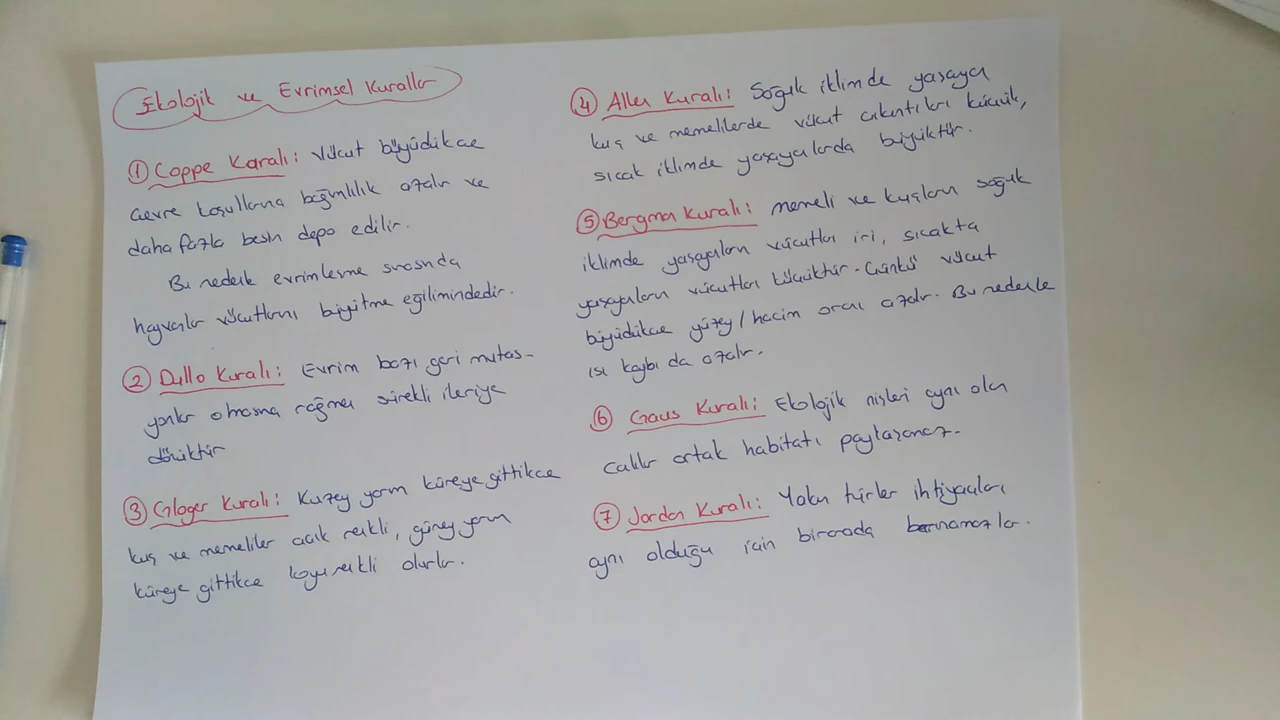 Ekolojik ve Evrimsel Kurallar
① Coppe Kuralı: Vücut büyüdükçe
çevre koşullarına bağımlılık azalır ve
daha fazla besin depo edilir.
Bu nedenle evrimleşme sırasında
hayvanlar vücutlarını büyütme eğilimindedir.
② Dullo Kuralı: Evrim bazı geri mutas-
yonlar olmasına rağmen sürekli ileriye
dönüktür
③ Gloger Kuralı: Kuzey yarım küreye gittikçe
kuş ve memeliler açık renkli, güney yarım
küreye gittikçe koyu renkli olurlar.
④ Allen Kuralı: Soğuk iklimde yaşayan
kuş ve memelilerde vücut çıkıntıları küçük,
sıcak iklimde yaşayanlarda büyüktür.
⑤ Bergman Kuralı: memeli ve kuşların soğuk
iklimde yaşayanların vücutları iri, sıcakta
yaşayanların vücutları küçüktür. Çünkü vücut
büyüdükçe yüzey/hacim oranı azalır. Bu nedenle
ısı kaybı da azalır.
⑥ Gaus Kuralı: Ekolojik nişleri aynı olan
canlılar ortak habitatı paylaşamaz.
⑦ Jordan Kuralı: Yakın türler ihtiyaçları
aynı olduğu için birarada barınamazlar.